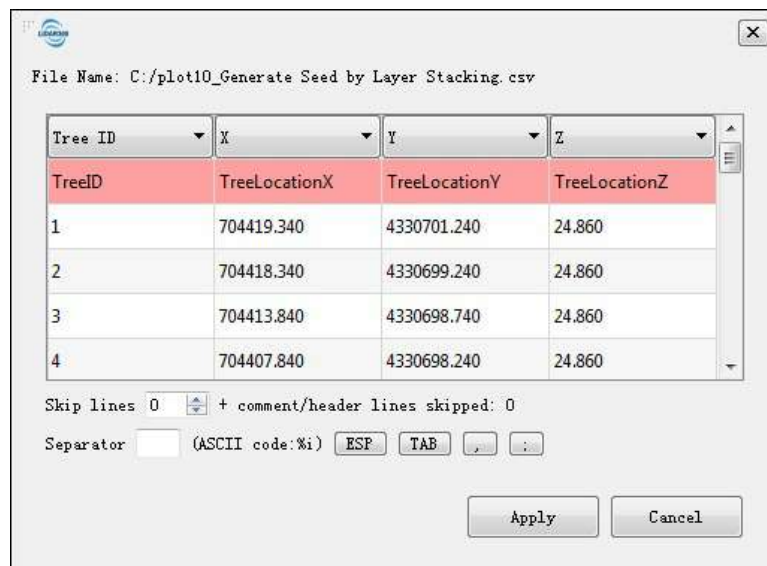 LiDAR360
File Name: C:/plot10_Generate Seed by Layer Stacking.csv
Tree ID X Y Z
TreeID TreeLocationX TreeLocationY TreeLocationZ
1 704419.340 4330701.240 24.860
2 704418.340 4330699.240 24.860
3 704413.840 4330698.740 24.860
4 704407.840 4330698.240 24.860
Skip lines 0 + comment/header lines skipped: 0
Separator (ASCII code:%i) ESP TAB , ;
Apply Cancel